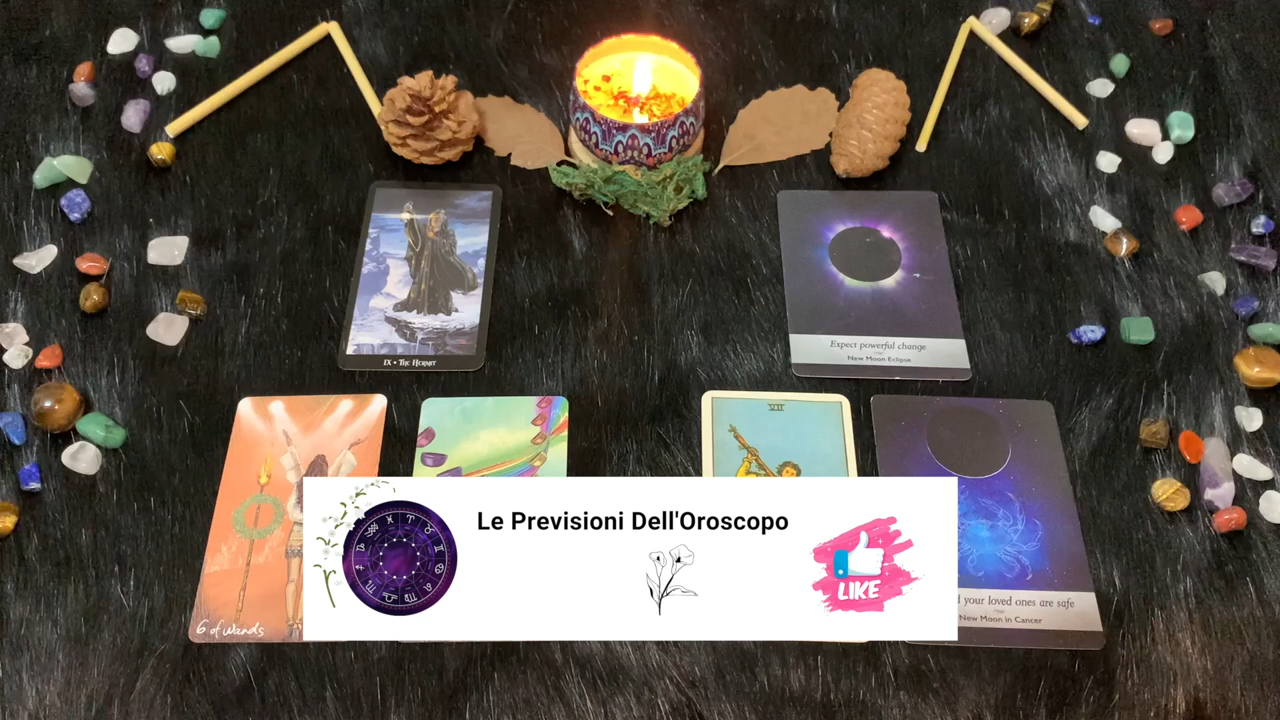 IX • THE HERMIT
Expect powerful change
New Moon Eclipse
VII
Le Previsioni Dell'Oroscopo
LIKE
your loved ones are safe
New Moon in Cancer
6 of wands